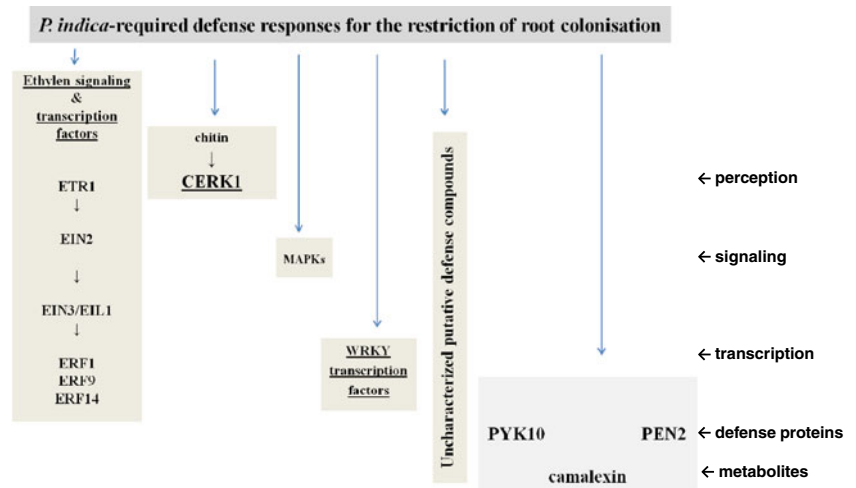 P. indica-required defense responses for the restriction of root colonisation
Ethylen signaling
&
transcription
factors
ETR1
↓
EIN2
↓
EIN3/EIL1
↓
ERF1
ERF9
ERF14
chitin
↓
CERK1
MAPKs
WRKY
transcription
factors
Uncharacterized putative defense compounds
PYK10 PEN2
camalexin
← perception
← signaling
← transcription
← defense proteins
← metabolites